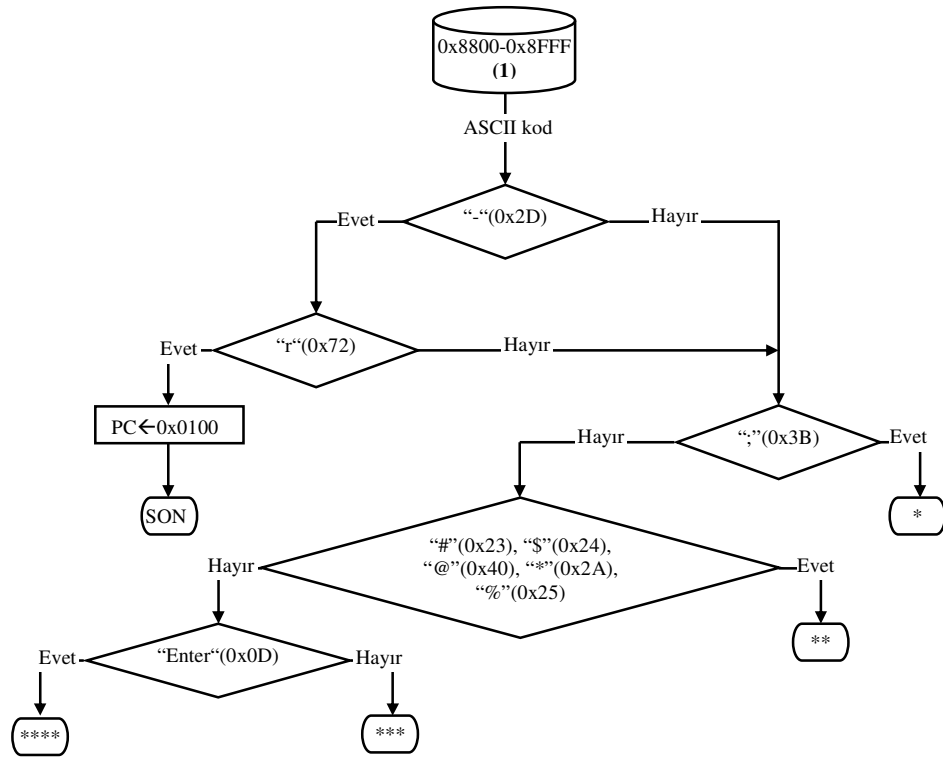 0x8800-0x8FFF
(1)
ASCII kod
“-“(0x2D)
Evet
Hayır
“r“(0x72)
Evet
Hayır
PC←0x0100
SON
“;”(0x3B)
Hayır
Evet
*
“#”(0x23), “$”(0x24),
“@”(0x40), “*”(0x2A),
“%”(0x25)
Hayır
Evet
**
“Enter“(0x0D)
Evet
Hayır
****
***